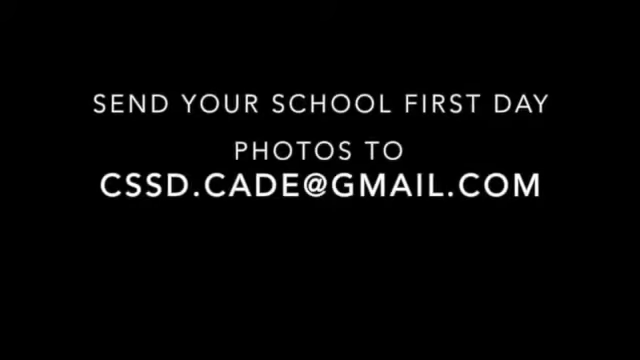 SEND YOUR SCHOOL FIRST DAY
PHOTOS TO
CSSD.CADE@GMAIL.COM